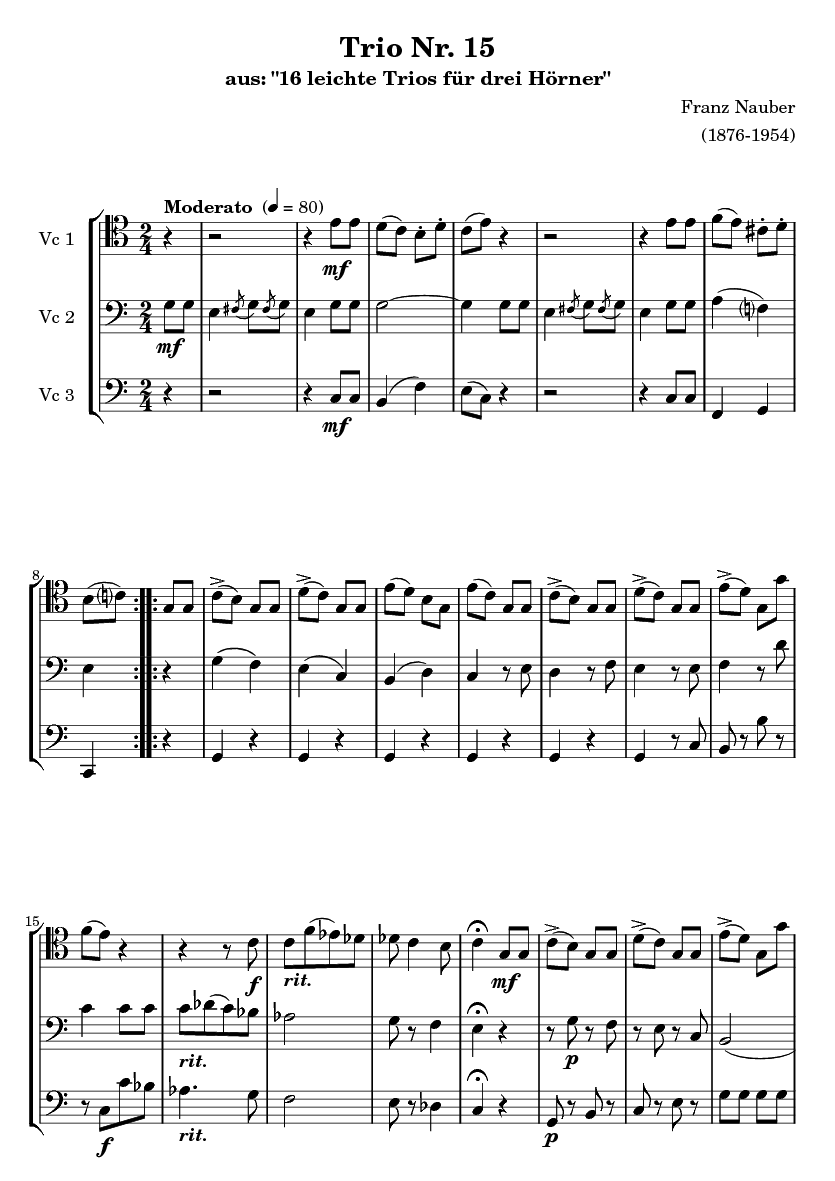 Trio Nr. 15
aus: "16 leichte Trios für drei Hörner"
Franz Nauber
(1876-1954)
Moderato (♩ = 80)
Vc 1
mf
Vc 2
mf
Vc 3
mf
8
15
f
rit.
mf
rit.
p
f
rit.
p